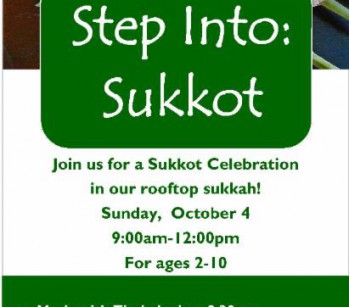 Step Into:
Sukkot
Join us for a Sukkot Celebration
in our rooftop sukkah!
Sunday, October 4
9:00am-12:00pm
For ages 2-10